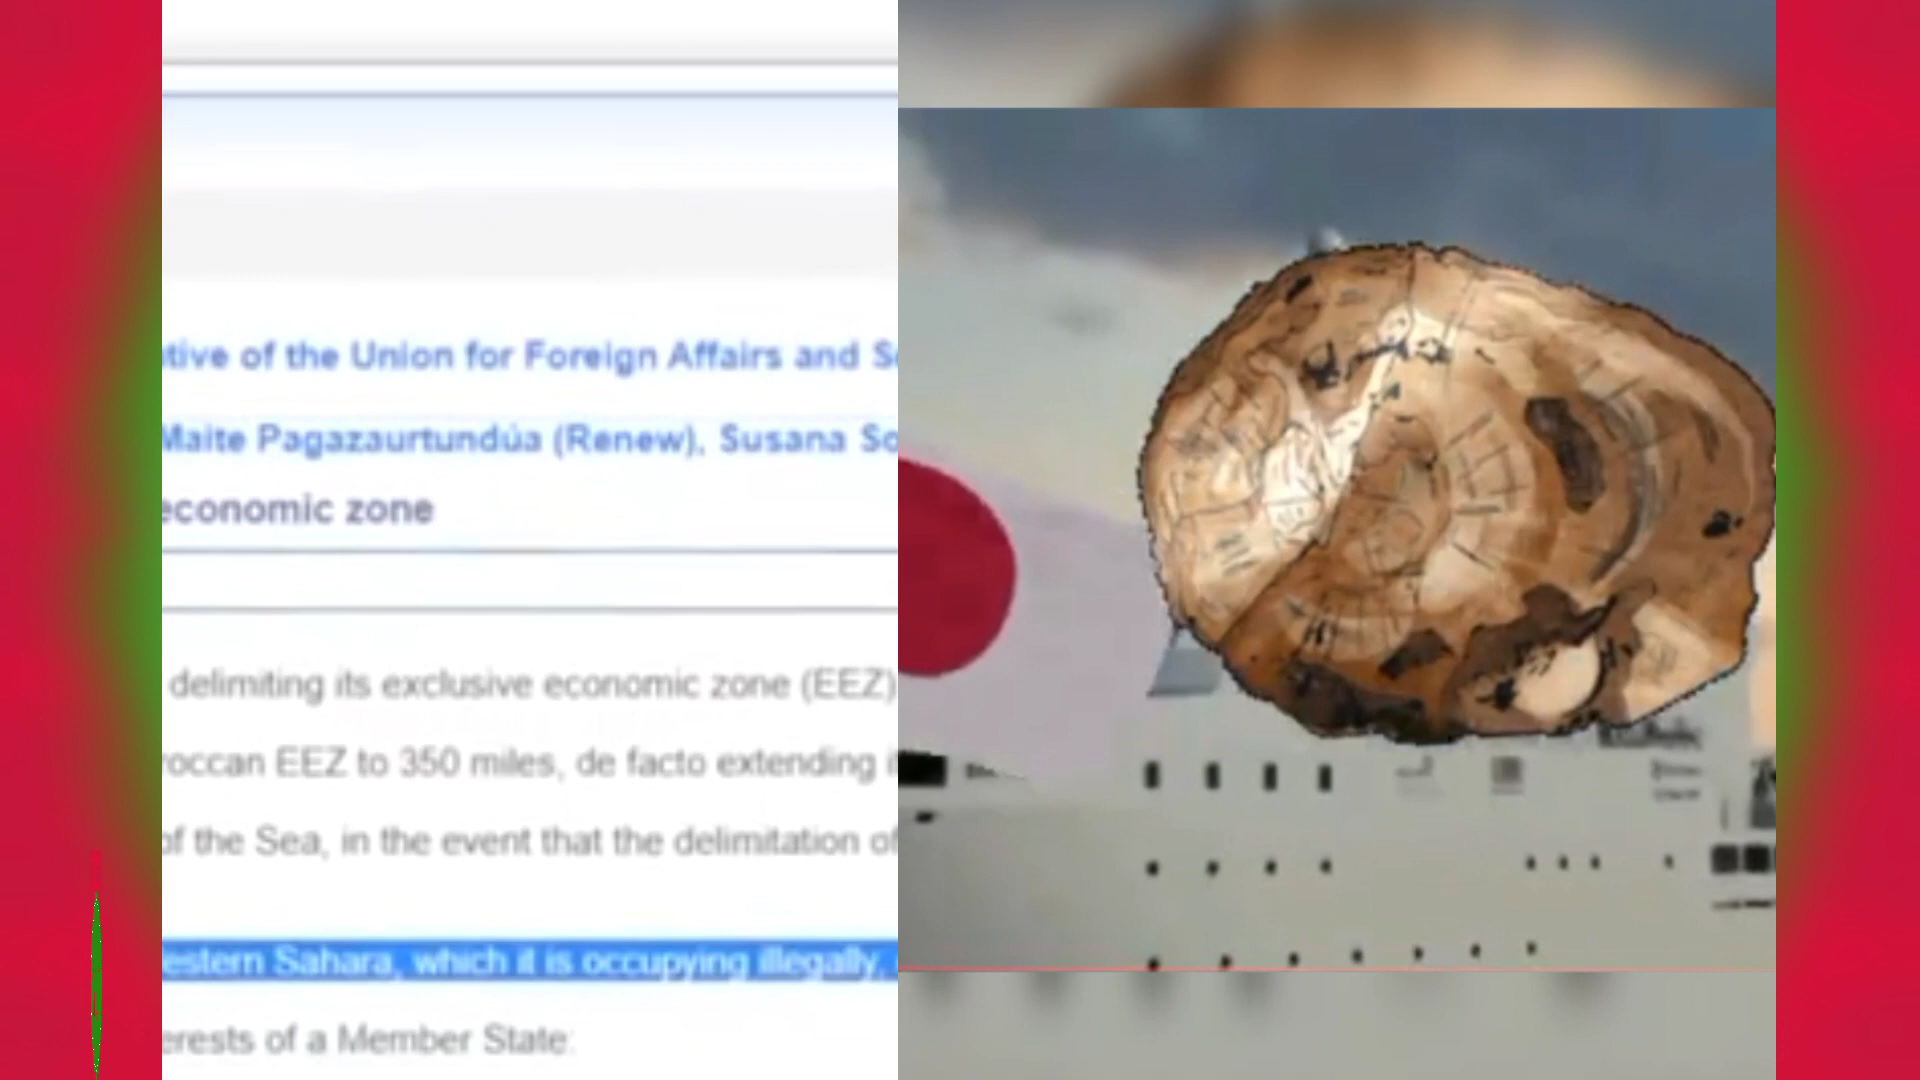 tive of the Union for Foreign Affairs and S
Maite Pagazaurtundúa (Renew), Susana So
economic zone
delimiting its exclusive economic zone (EEZ)
roccan EEZ to 350 miles, de facto extending
of the Sea, in the event that the delimitation of
estern Sahara, which it is occupying illegally,
erests of a Member State: